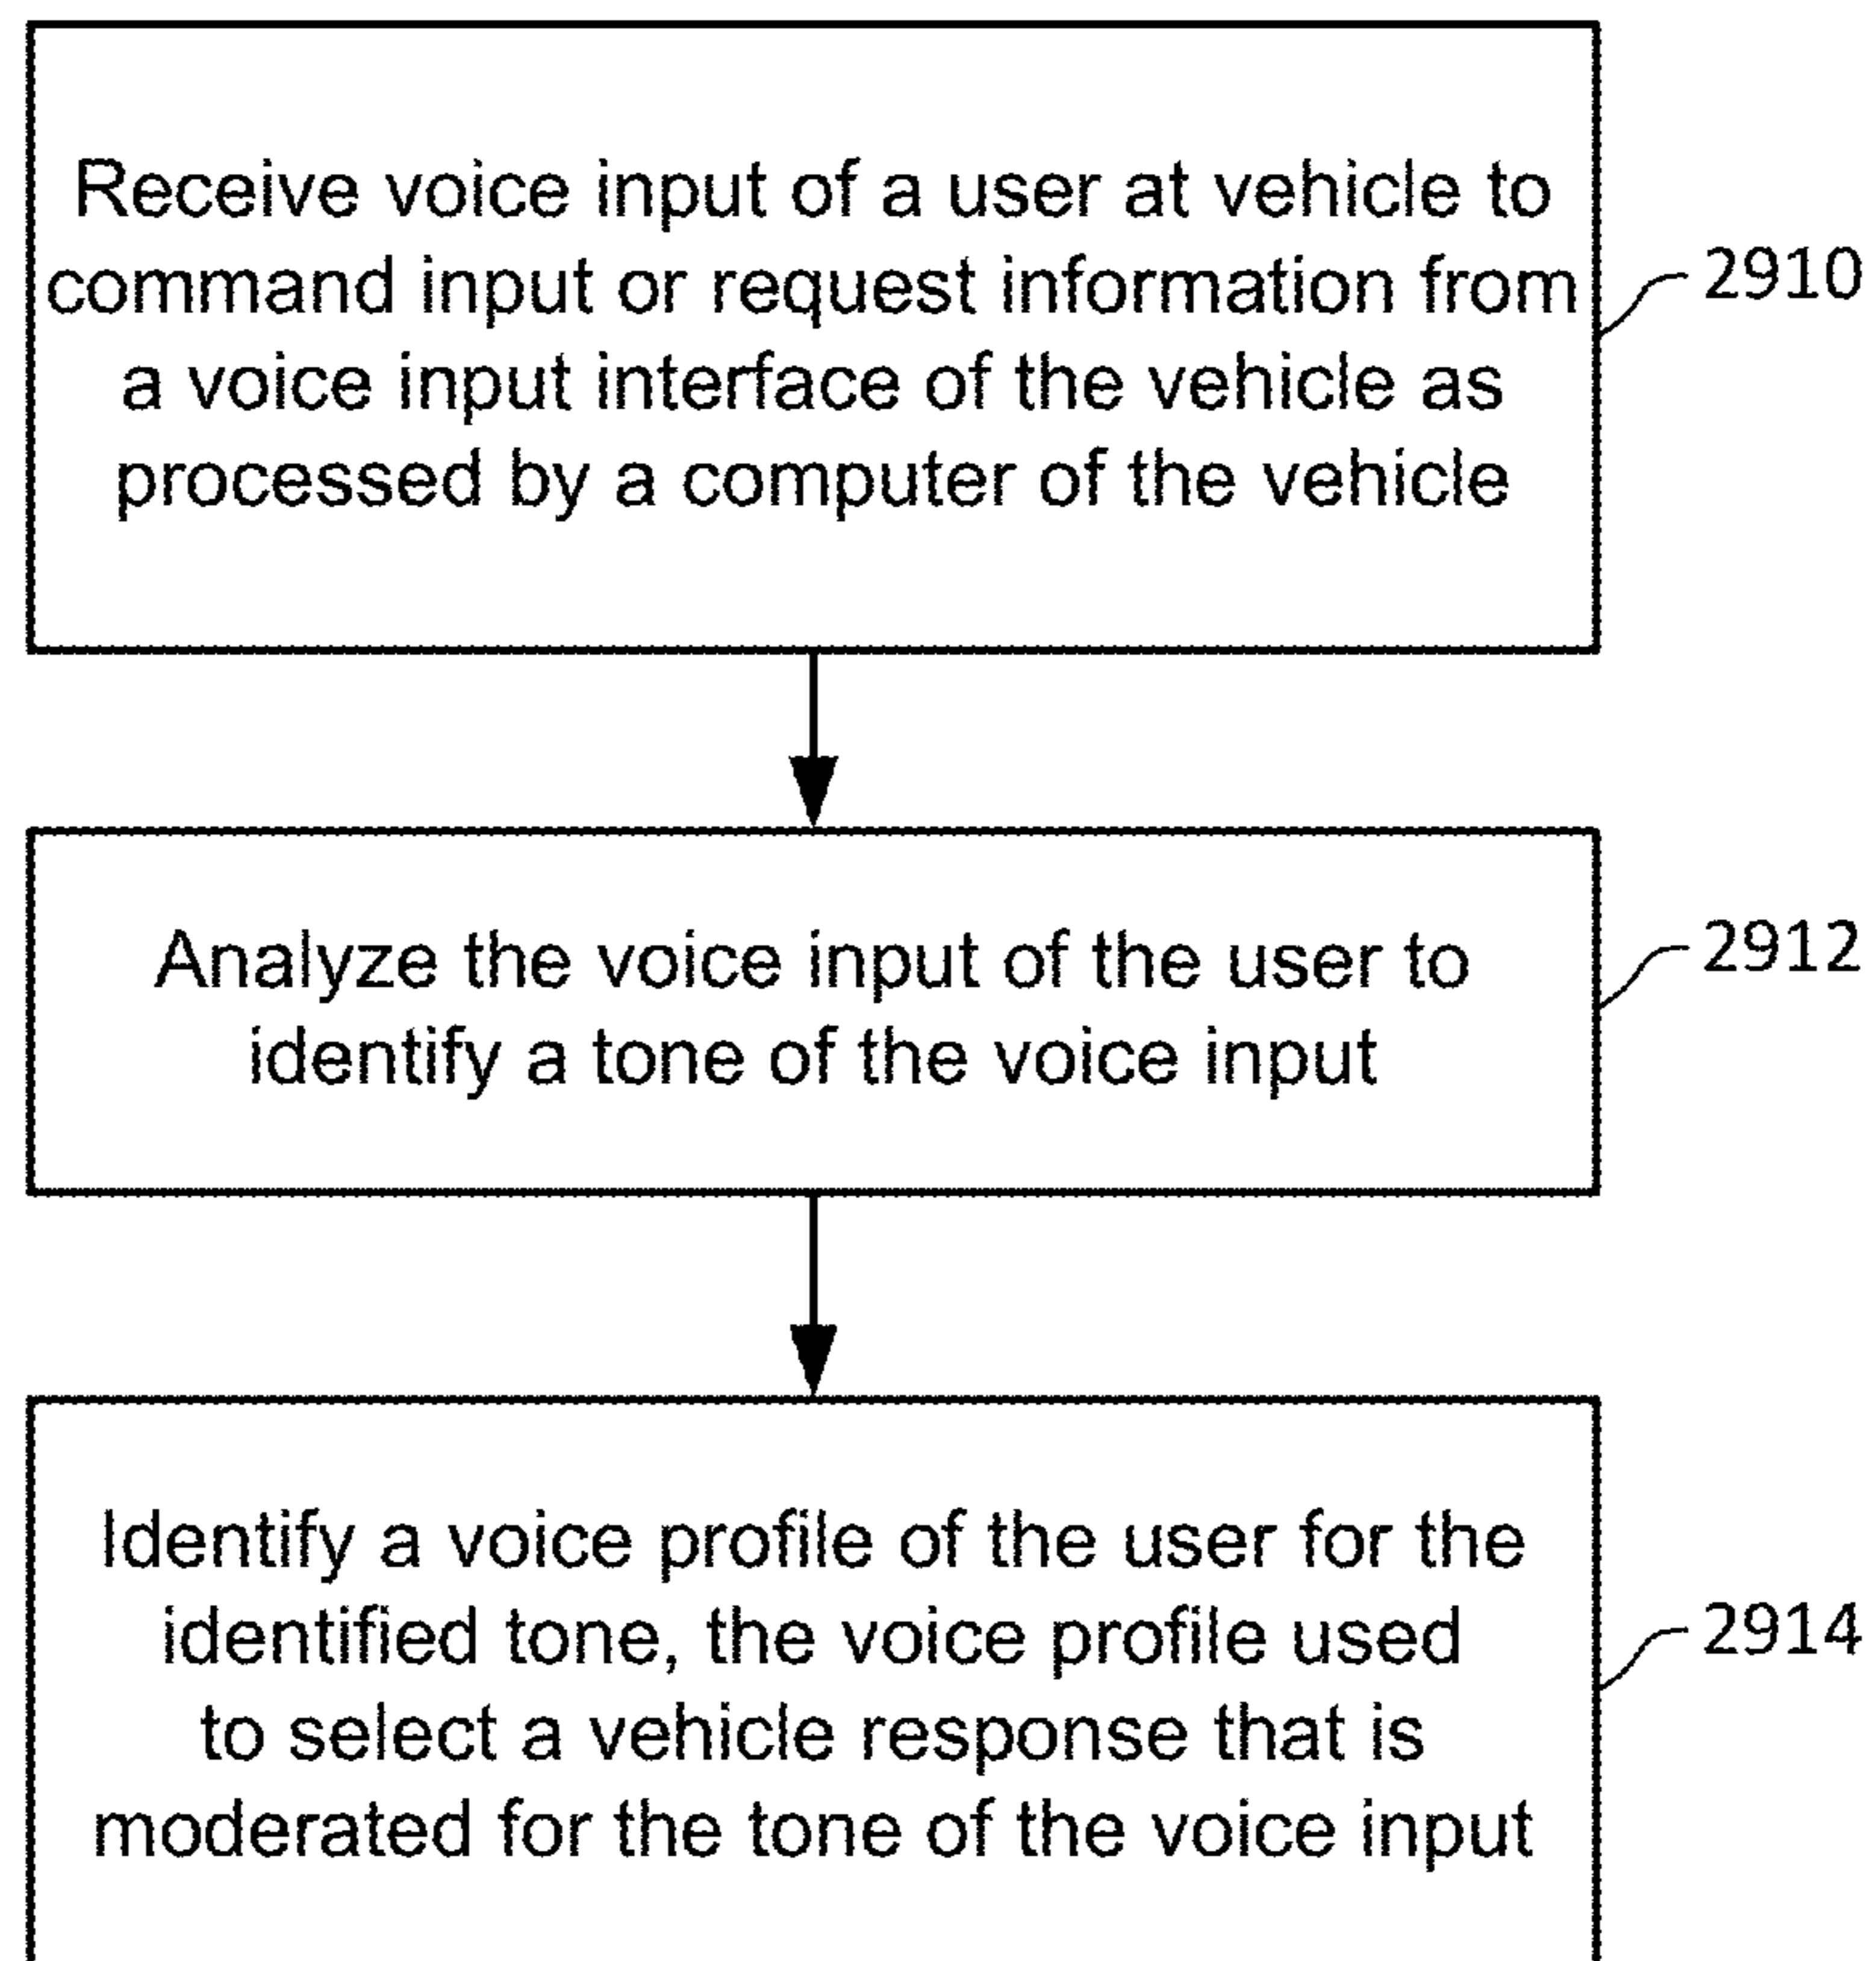 Receive voice input of a user at vehicle to
command input or request information from
a voice input interface of the vehicle as
processed by a computer of the vehicle
2910
Analyze the voice input of the user to
identify a tone of the voice input
2912
Identify a voice profile of the user for the
identified tone, the voice profile used
to select a vehicle response that is
moderated for the tone of the voice input
2914